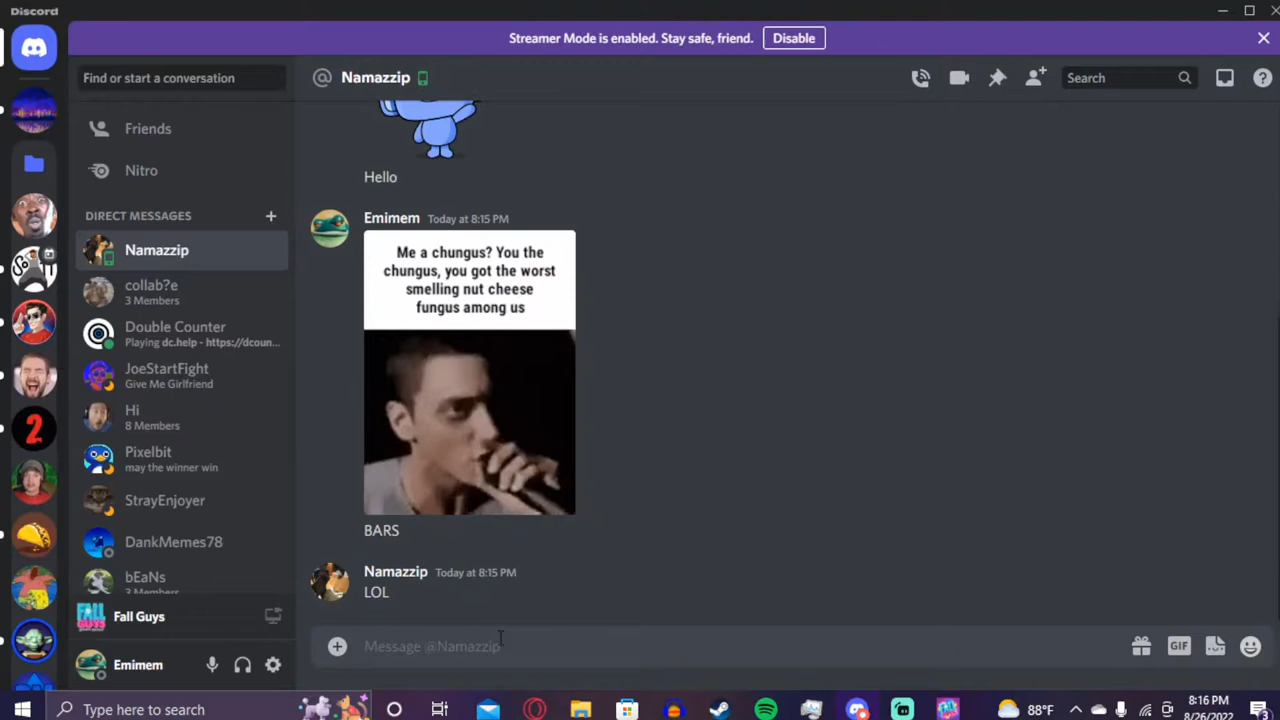 Discord
Streamer Mode is enabled. Stay safe, friend. Disable
Find or start a conversation
Namazzip
Search
Friends
Nitro
DIRECT MESSAGES
Namazzip
collab?e
3 Members
Double Counter
Playing dc.help - https://dcoun...
JoeStartFight
Give Me Girlfriend
Hi
8 Members
Pixelbit
may the winner win
StrayEnjoyer
DankMemes78
bEaNs
3 Members
Fall Guys
Emimem
Hello
Emimem Today at 8:15 PM
Me a chungus? You the
chungus, you got the worst
smelling nut cheese
fungus among us
BARS
Namazzip Today at 8:15 PM
LOL
Message @Namazzip
GIF
2
FALL GUYS
Type here to search
88°F
8:16 PM
8/26/2022